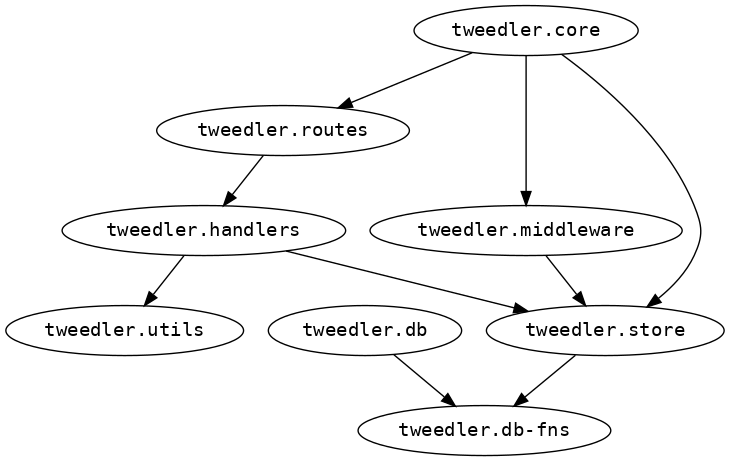 tweedler.core
tweedler.routes
tweedler.handlers
tweedler.middleware
tweedler.utils
tweedler.db
tweedler.store
tweedler.db-fns